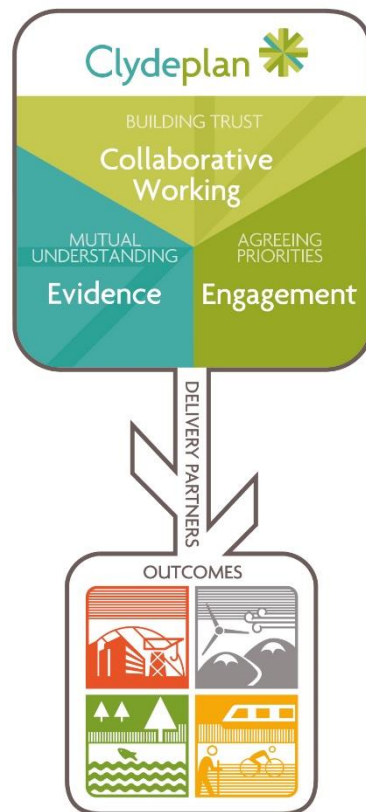 Clydeplan
BUILDING TRUST
Collaborative
Working
MUTUAL
UNDERSTANDING
Evidence
AGREEING
PRIORITIES
Engagement
DELIVERY PARTNERS
OUTCOMES